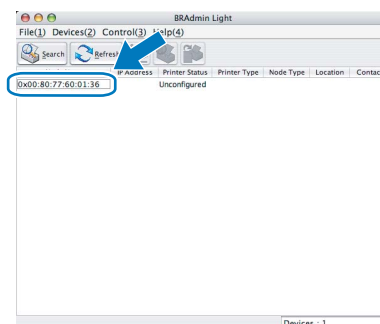 BRAdmin Light
File(1) Devices(2) Control(3) Help(4)
Search Refresh
IP Address Printer Status Printer Type Node Type Location Contac
0x00:80:77:60:01:36 Unconfigured
Devices : 1